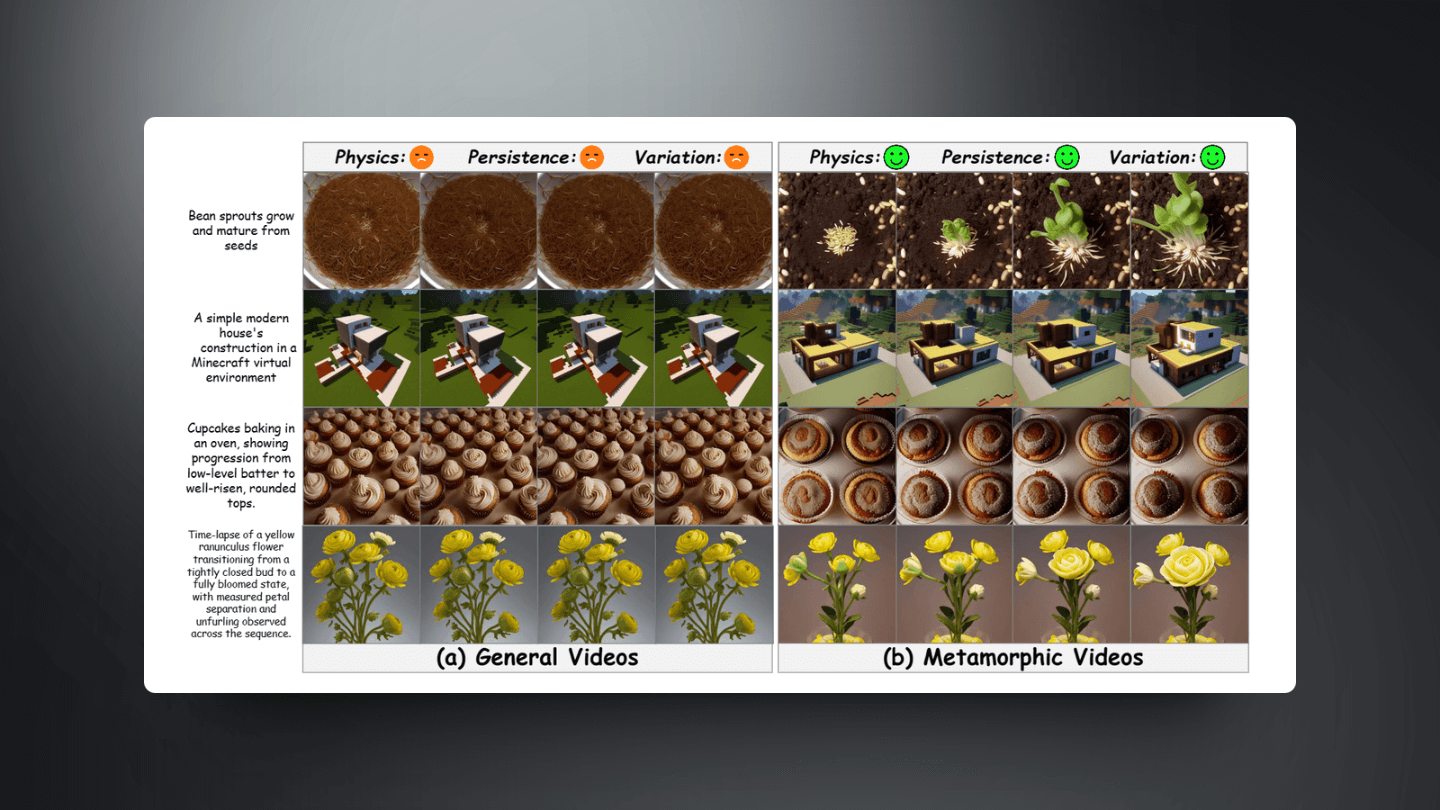 Physics: Persistence: Variation:
Physics: Persistence: Variation:
Bean sprouts grow
and mature from
seeds
A simple modern
house's
construction in a
Minecraft virtual
environment
Cupcakes baking in
an oven, showing
progression from
low-level batter to
well-risen, rounded
tops.
Time-lapse of a yellow
ranunculus flower
transitioning from a
tightly closed bud to a
fully bloomed state,
with measured petal
separation and
unfurling observed
across the sequence.
(a) General Videos
(b) Metamorphic Videos